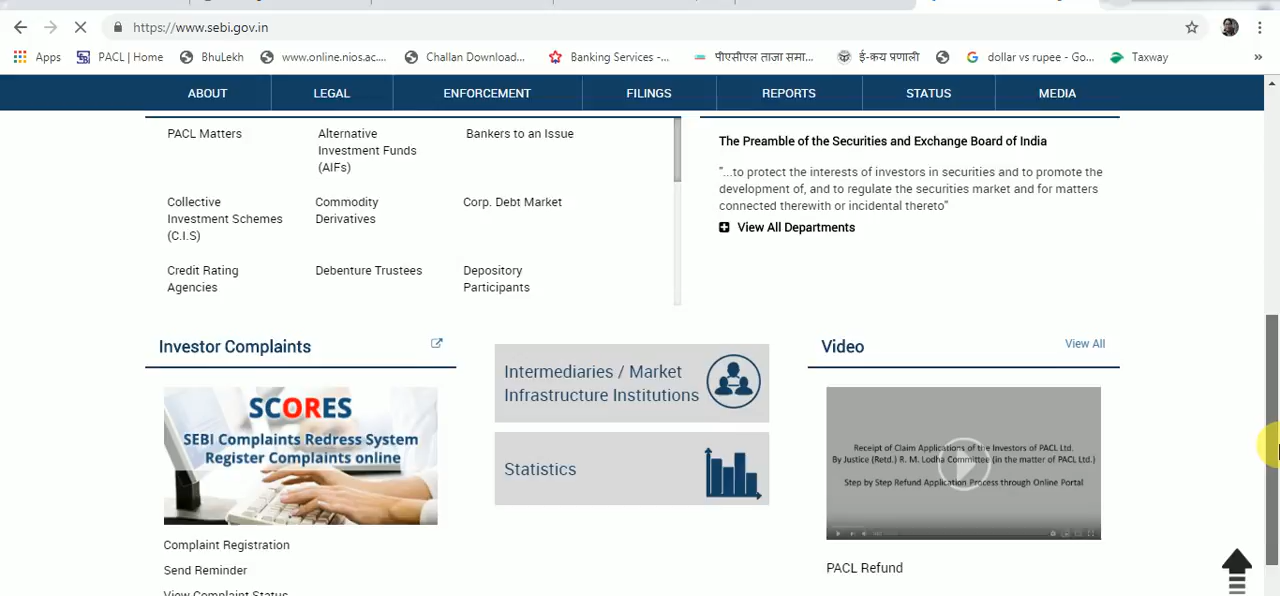 https://www.sebi.gov.in
Apps
PACL | Home
BhuLekh
www.online.nios.ac....
Challan Download...
Banking Services -...
पीएसीएल ताजा समा...
ई-क्रय प्रणाली
dollar vs rupee - Go...
Taxway
»
ABOUT
LEGAL
ENFORCEMENT
FILINGS
REPORTS
STATUS
MEDIA
PACL Matters
Alternative
Investment Funds
(AIFs)
Bankers to an Issue
Collective
Investment Schemes
(C.I.S)
Commodity
Derivatives
Corp. Debt Market
Credit Rating
Agencies
Debenture Trustees
Depository
Participants
The Preamble of the Securities and Exchange Board of India
"...to protect the interests of investors in securities and to promote the
development of, and to regulate the securities market and for matters
connected therewith or incidental thereto"
View All Departments
Investor Complaints
SCORES
SEBI Complaints Redress System
Register Complaints online
Complaint Registration
Send Reminder
View Complaint Status
Intermediaries / Market
Infrastructure Institutions
Statistics
Video
View All
Receipt of Claim Applications of the Investors of PACL Ltd.
By Justice (Retd.) R. M. Lodha Committee (in the matter of PACL Ltd.)
Step by Step Refund Application Process through Online Portal
PACL Refund